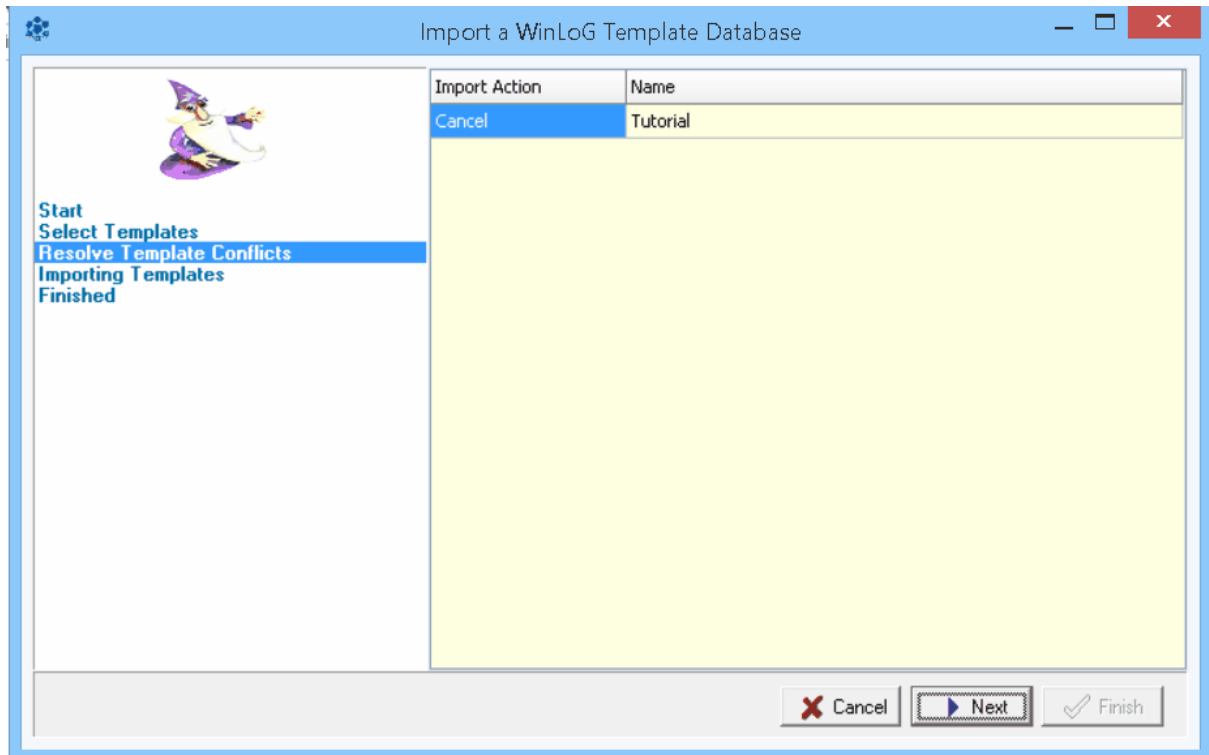 Import a WinLoG Template Database
Import Action Name
Cancel Tutorial
Start
Select Templates
Resolve Template Conflicts
Importing Templates
Finished
Cancel Next Finish